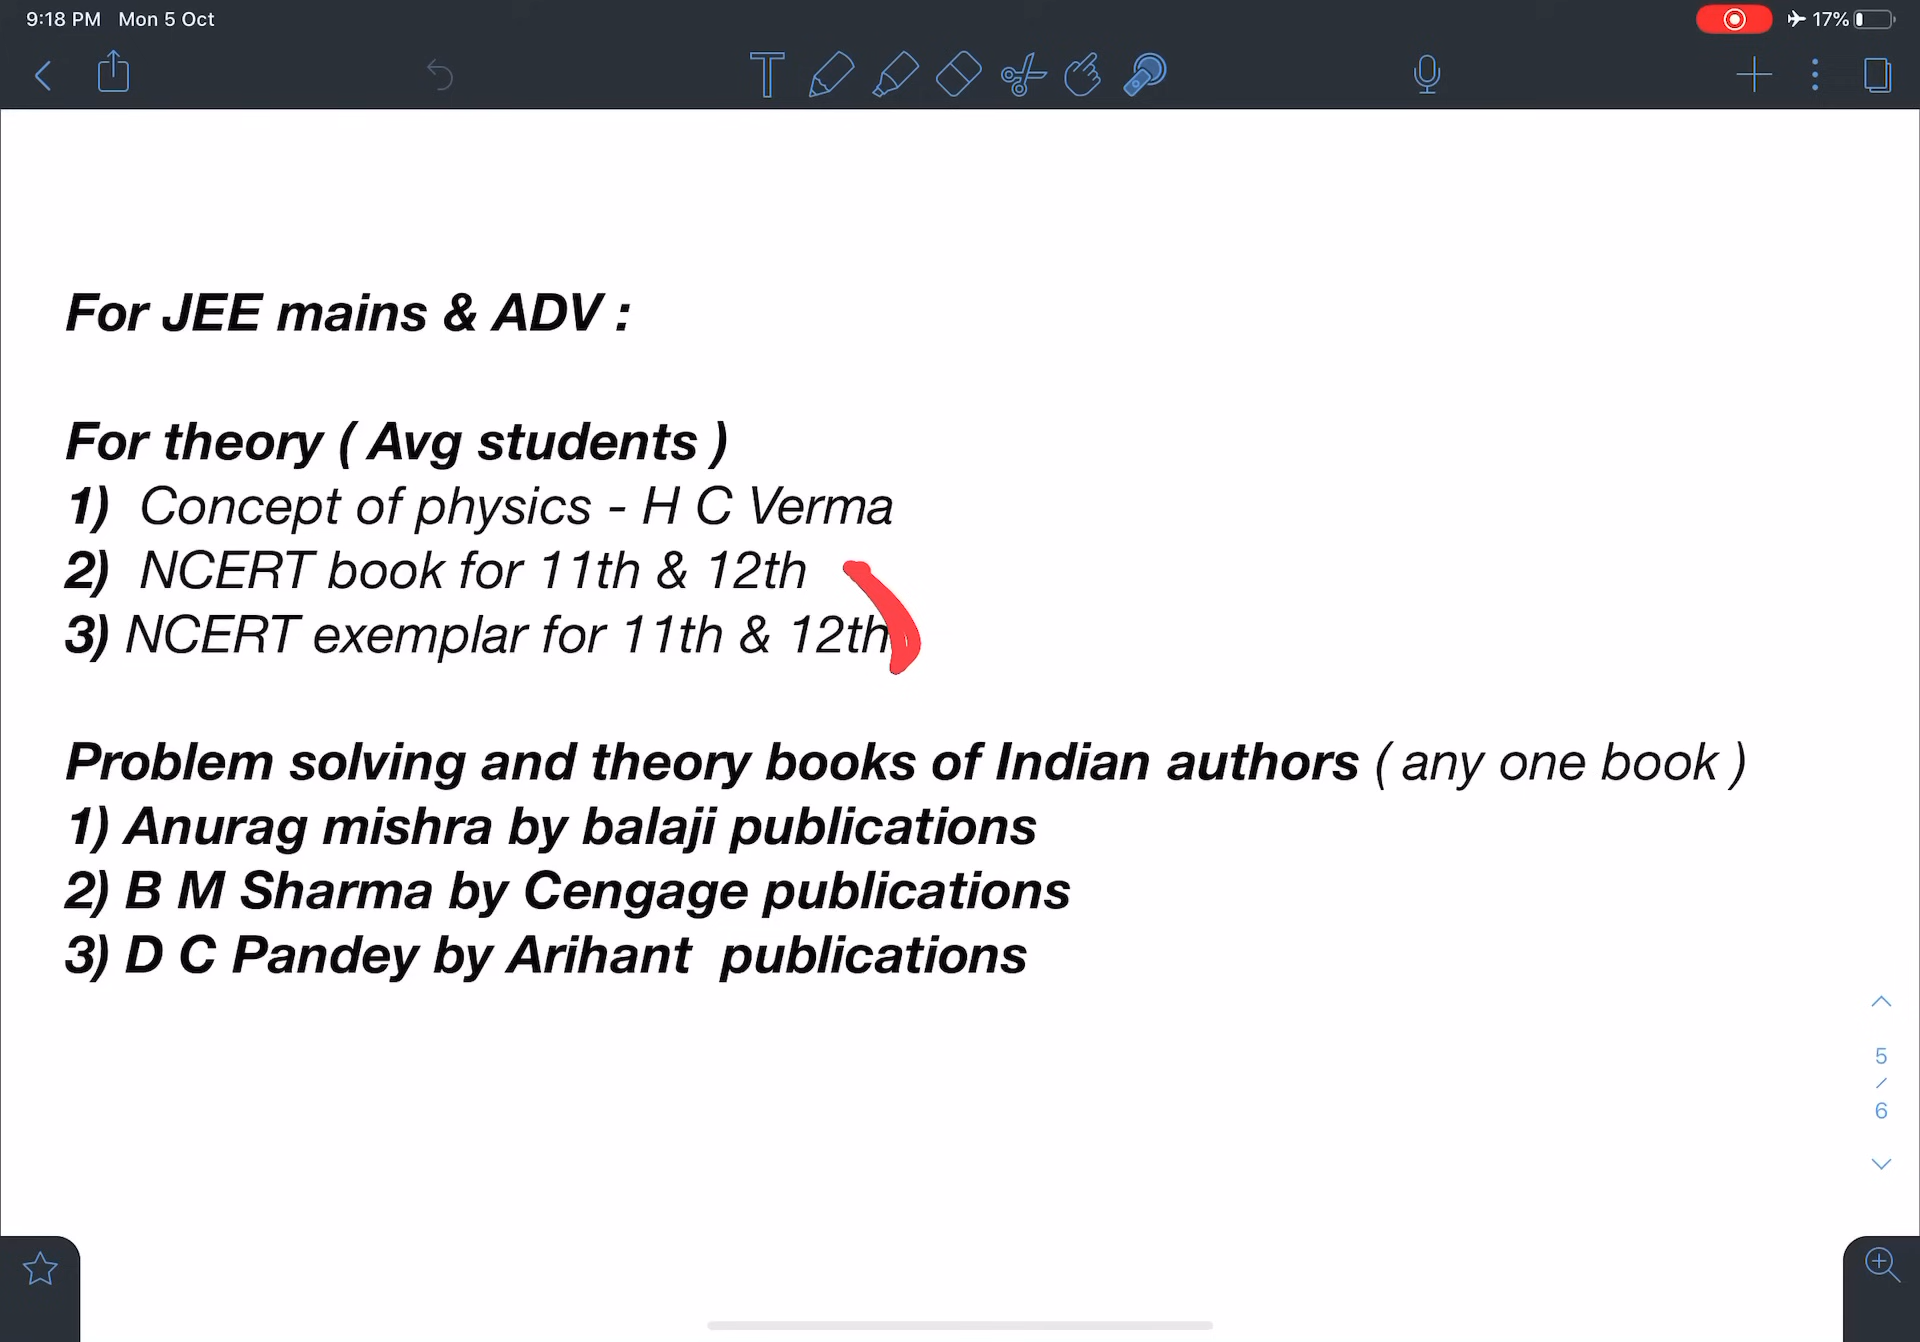 9:18 PM Mon 5 Oct
17%
For JEE mains & ADV :
For theory ( Avg students )
1) Concept of physics - H C Verma
2) NCERT book for 11th & 12th
3) NCERT exemplar for 11th & 12th
Problem solving and theory books of Indian authors ( any one book )
1) Anurag mishra by balaji publications
2) B M Sharma by Cengage publications
3) D C Pandey by Arihant publications
5
/
6